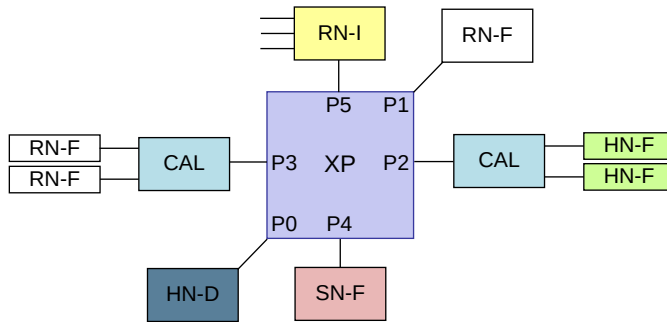 RN-I
RN-F
P5
P1
RN-F
RN-F
CAL
P3
XP
P2
CAL
HN-F
HN-F
P0
P4
HN-D
SN-F